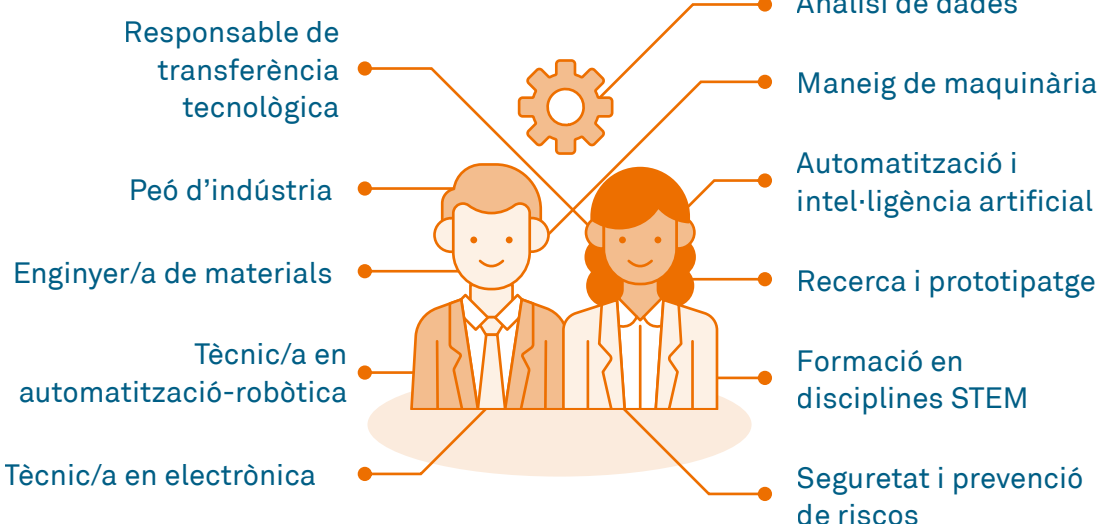 Responsable de
transferència
tecnològica
Peó d’indústria
Enginyer/a de materials
Tècnic/a en
automatització-robòtica
Tècnic/a en electrònica
Anàlisi de dades
Maneig de maquinària
Automatització i
intel·ligència artificial
Recerca i prototipatge
Formació en
disciplines STEM
Seguretat i prevenció
de riscos